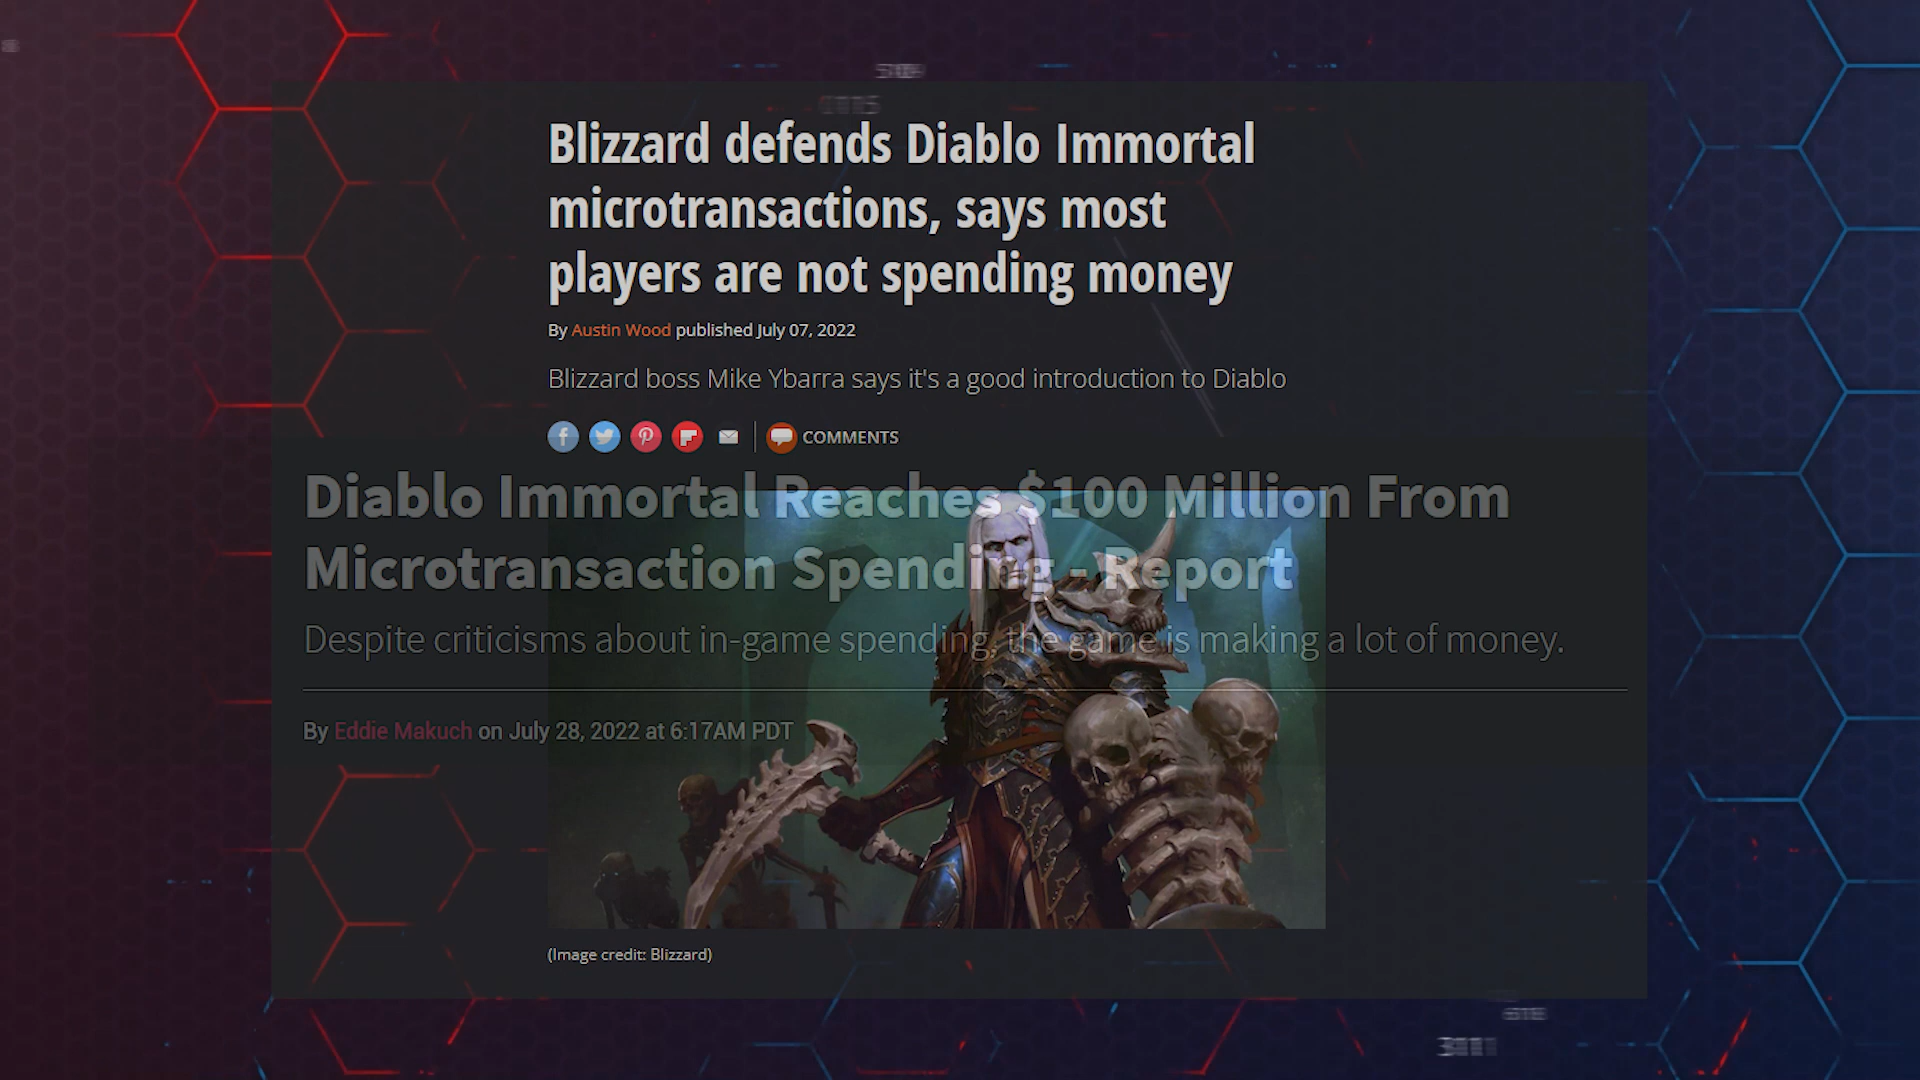 Blizzard defends Diablo Immortal
microtransactions, says most
players are not spending money
By Austin Wood published July 07, 2022
Blizzard boss Mike Ybarra says it's a good introduction to Diablo
COMMENTS
Diablo Immortal Reaches $100 Million From
Microtransaction Spending - Report
Despite criticisms about in-game spending, the game is making a lot of money.
By Eddie Makuch on July 28, 2022 at 6:17AM PDT
(Image credit: Blizzard)